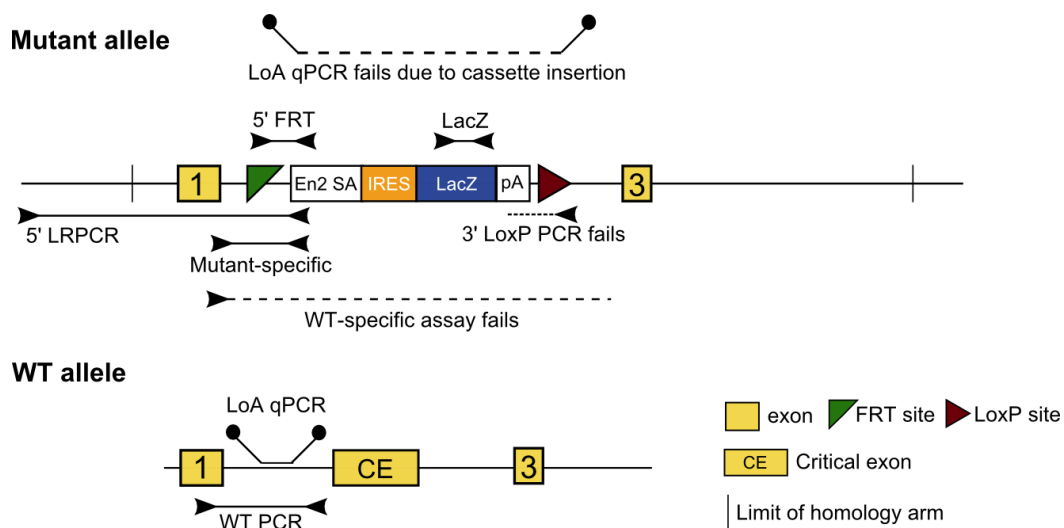 Mutant allele
LoA qPCR fails due to cassette insertion
5' FRT
LacZ
1
En2 SA
IRES
LacZ
pA
3
5' LRPCR
3' LoxP PCR fails
Mutant-specific
WT-specific assay fails
WT allele
LoA qPCR
1
CE
3
WT PCR
exon
FRT site
LoxP site
CE
Critical exon
Limit of homology arm